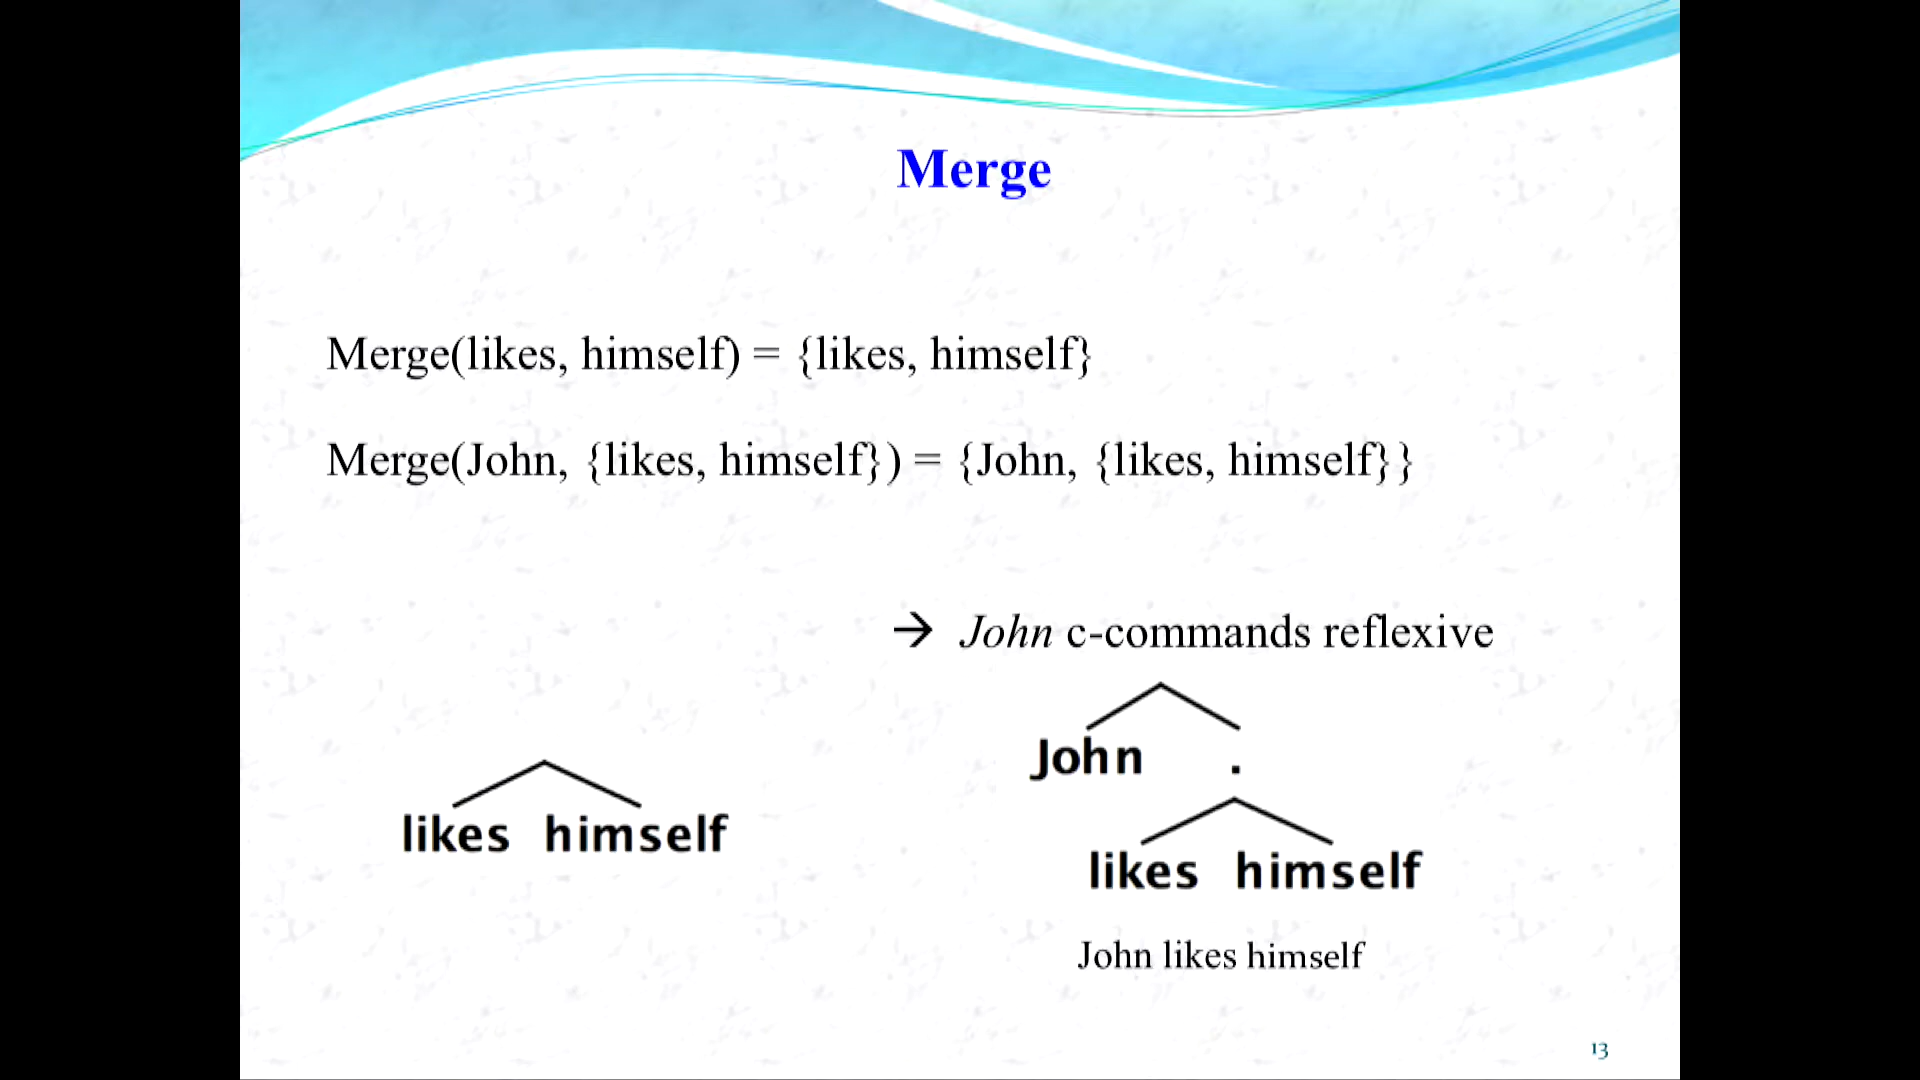 Merge
Merge(likes, himself) = {likes, himself}
Merge(John, {likes, himself}) = {John, {likes, himself}}
→ John c-commands reflexive
John .
likes himself
likes himself
John likes himself
13